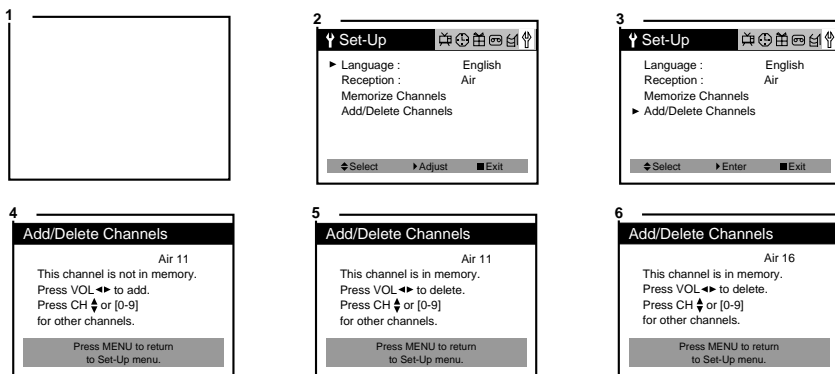 1
2
Set-Up
Language : English
Reception : Air
Memorize Channels
Add/Delete Channels
Select Adjust Exit
3
Set-Up
Language : English
Reception : Air
Memorize Channels
Add/Delete Channels
Select Enter Exit
4
Add/Delete Channels
Air 11
This channel is not in memory.
Press VOL◄► to add.
Press CH ▲▼ or [0-9]
for other channels.
Press MENU to return
to Set-Up menu.
5
Add/Delete Channels
Air 11
This channel is in memory.
Press VOL◄► to delete.
Press CH ▲▼ or [0-9]
for other channels.
Press MENU to return
to Set-Up menu.
6
Add/Delete Channels
Air 16
This channel is in memory.
Press VOL◄► to delete.
Press CH ▲▼ or [0-9]
for other channels.
Press MENU to return
to Set-Up menu.